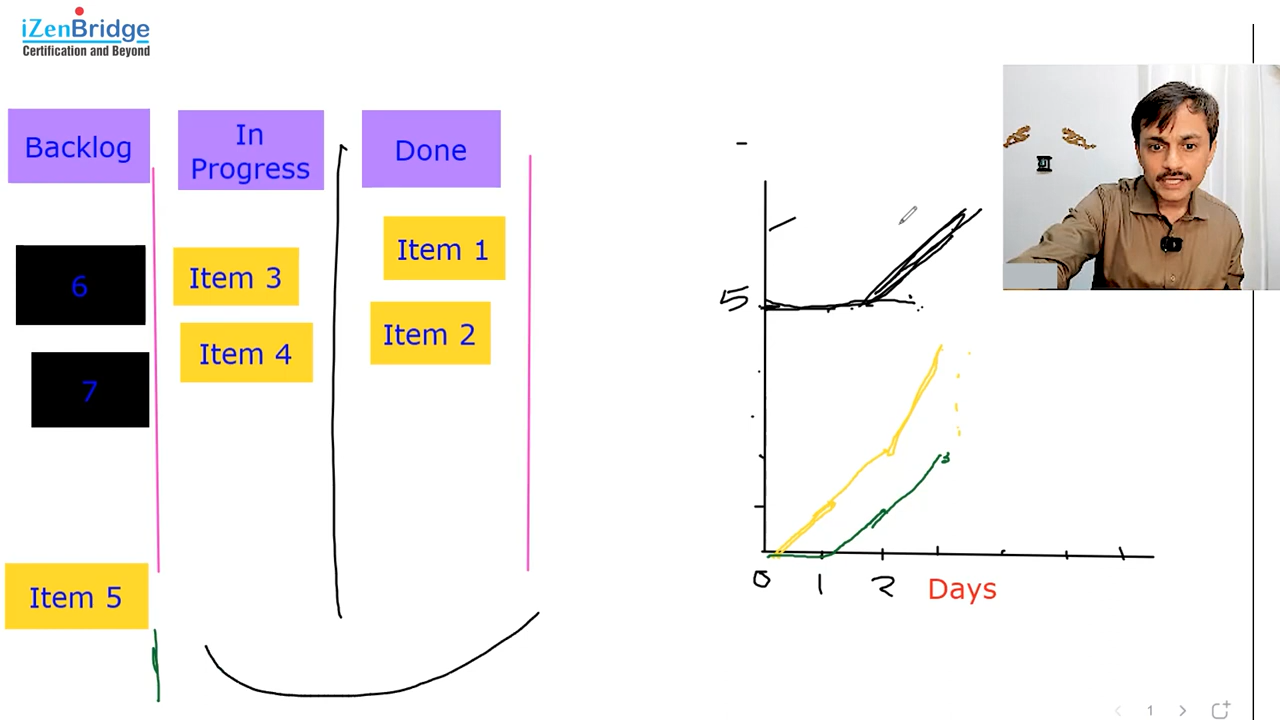 iZenBridge
Certification and Beyond
Backlog
In
Progress
Done
6
7
Item 5
Item 3
Item 4
Item 1
Item 2
5
0 1 2 Days
1